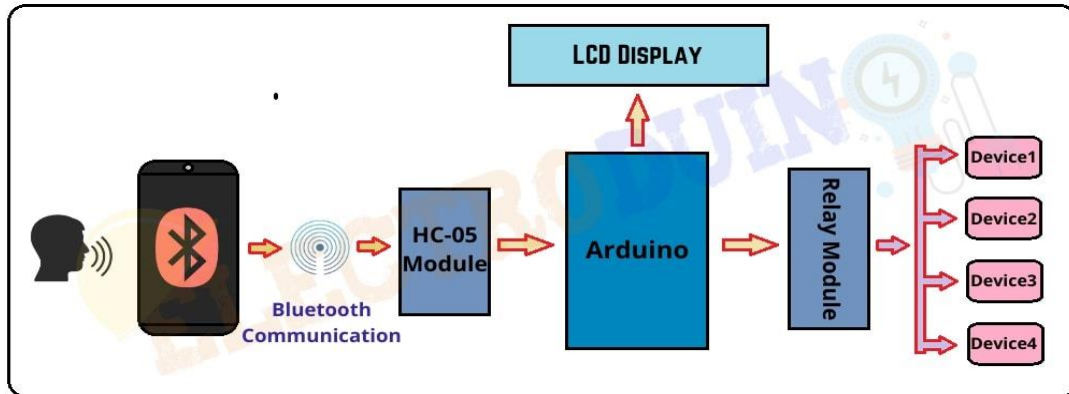 LCD DISPLAY
ELECTRODUINO
HC-05
Module
Bluetooth
Communication
Arduino
Relay Module
Device1
Device2
Device3
Device4